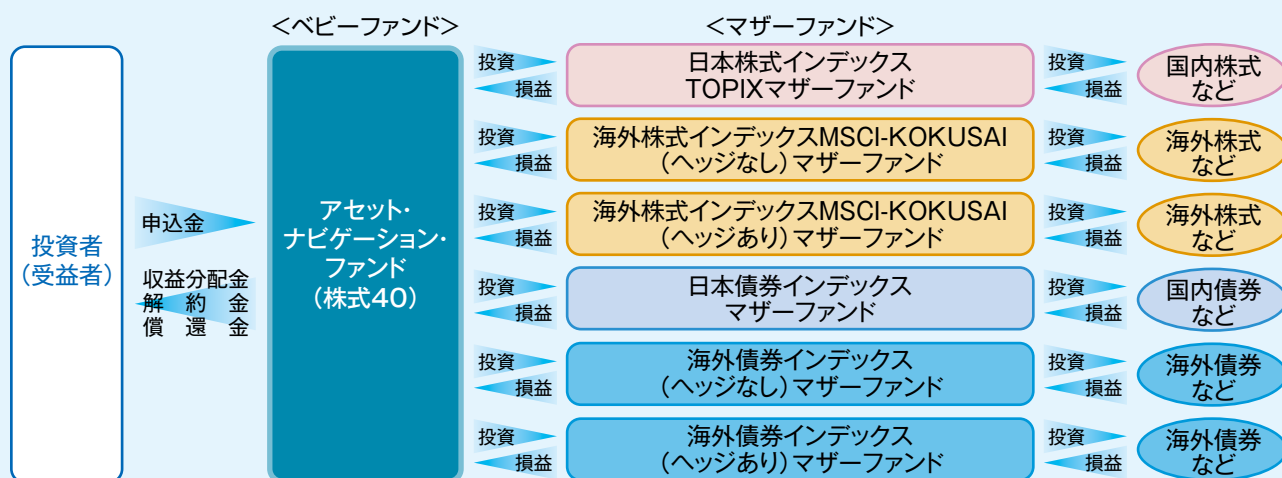 <ベビーファンド>
<マザーファンド>
投資者
(受益者)
申込金
収益分配金
解約金
償還金
アセット・
ナビゲーション・
ファンド
(株式40)
投資
損益
日本株式インデックス
TOPIXマザーファンド
投資
損益
国内株式
など
投資
損益
海外株式インデックスMSCI-KOKUSAI
(ヘッジなし)マザーファンド
投資
損益
海外株式
など
投資
損益
海外株式インデックスMSCI-KOKUSAI
(ヘッジあり)マザーファンド
投資
損益
海外株式
など
投資
損益
日本債券インデックス
マザーファンド
投資
損益
国内債券
など
投資
損益
海外債券インデックス
(ヘッジなし)マザーファンド
投資
損益
海外債券
など
投資
損益
海外債券インデックス
(ヘッジあり)マザーファンド
投資
損益
海外債券
など